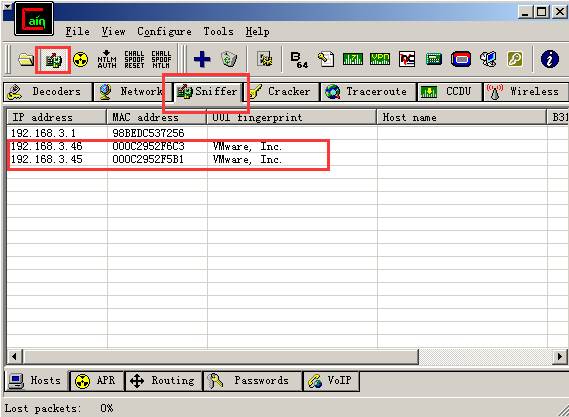 Cain
File View Configure Tools Help
NTLM AUTH CHALL SPOOF RESET CHALL SPOOF NTLM B64
Decoders Network Sniffer Cracker Traceroute CCDU Wireless
IP address MAC address OUI fingerprint Host name B31
192.168.3.1 98BEDC537256
192.168.3.46 000C2952F6C3 VMware, Inc.
192.168.3.45 000C2952F5B1 VMware, Inc.
Hosts APR Routing Passwords VoIP
Lost packets: 0%